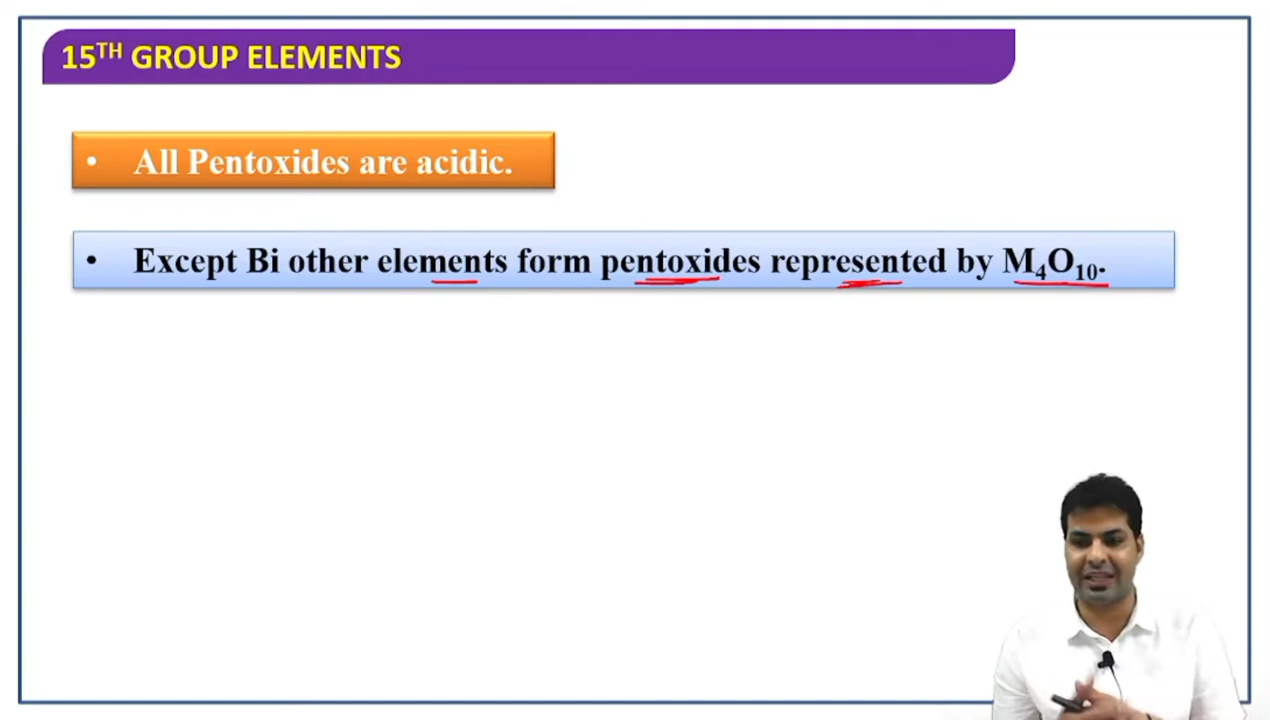 15ᵀᴴ GROUP ELEMENTS
• All Pentoxides are acidic.
• Except Bi other elements form pentoxides represented by M₄O₁₀.